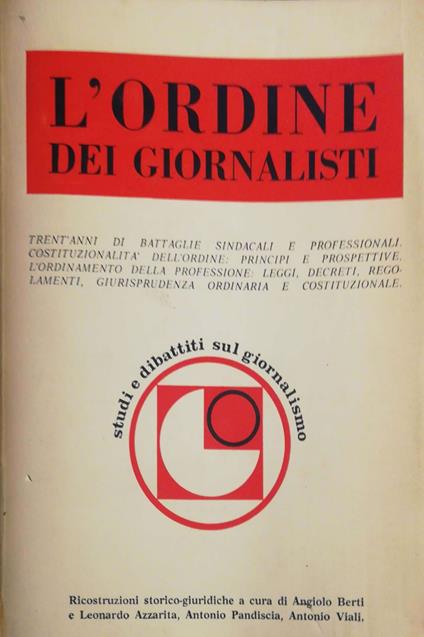 L'ORDINE
DEI GIORNALISTI
TRENT'ANNI DI BATTAGLIE SINDACALI E PROFESSIONALI.
COSTITUZIONALITA' DELL'ORDINE: PRINCIPI E PROSPETTIVE.
L'ORDINAMENTO DELLA PROFESSIONE: LEGGI, DECRETI, REGO-
LAMENTI, GIURISPRUDENZA ORDINARIA E COSTITUZIONALE.
studi e dibattiti sul giornalismo
Ricostruzioni storico-giuridiche a cura di Angiolo Berti
e Leonardo Azzarita, Antonio Pandiscia, Antonio Viali.